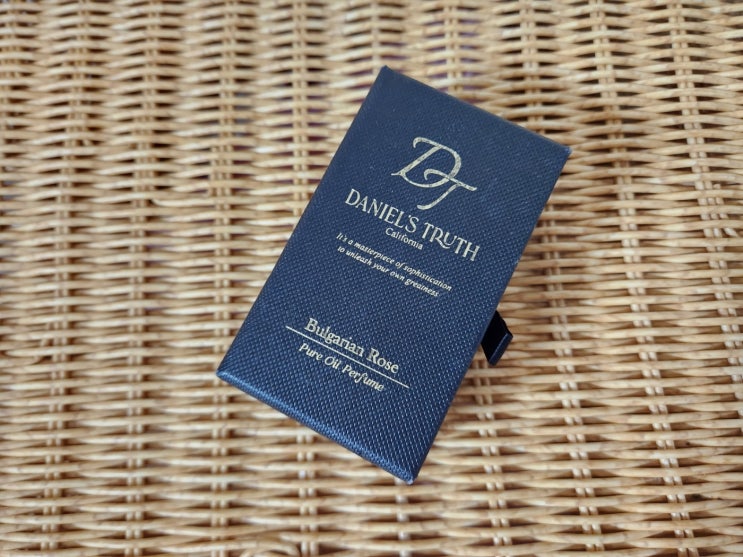 DT
DANIEL'S TRUTH
California
It's a masterpiece of sophistication
to unleash your own greatness
Bulgarian Rose
Pure Oil Perfume